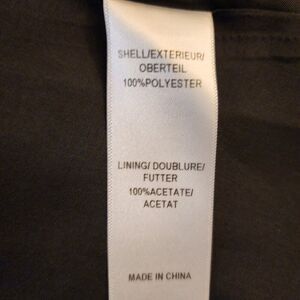 SHELL/EXTERIEUR/
OBERTEIL
100%POLYESTER
LINING/ DOUBLURE/
FUTTER
100%ACETATE/
ACETAT
MADE IN CHINA